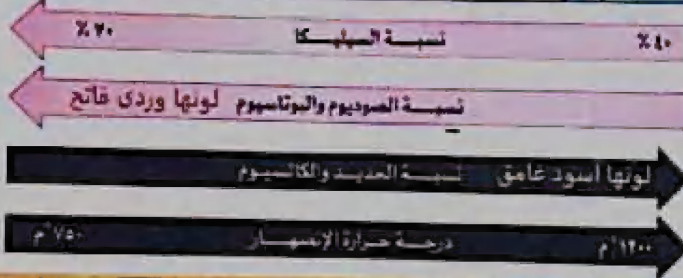 ٤٠ ٪ نسبة السيليكا ٧٠ ٪
نسبة الصوديوم والبوتاسيوم لونها وردى فاتح
لونها أسود غامق نسبة الحديد والكالسيوم
١٢٠٠ °م درجة حرارة الإنصهار ٧٥٠ °م